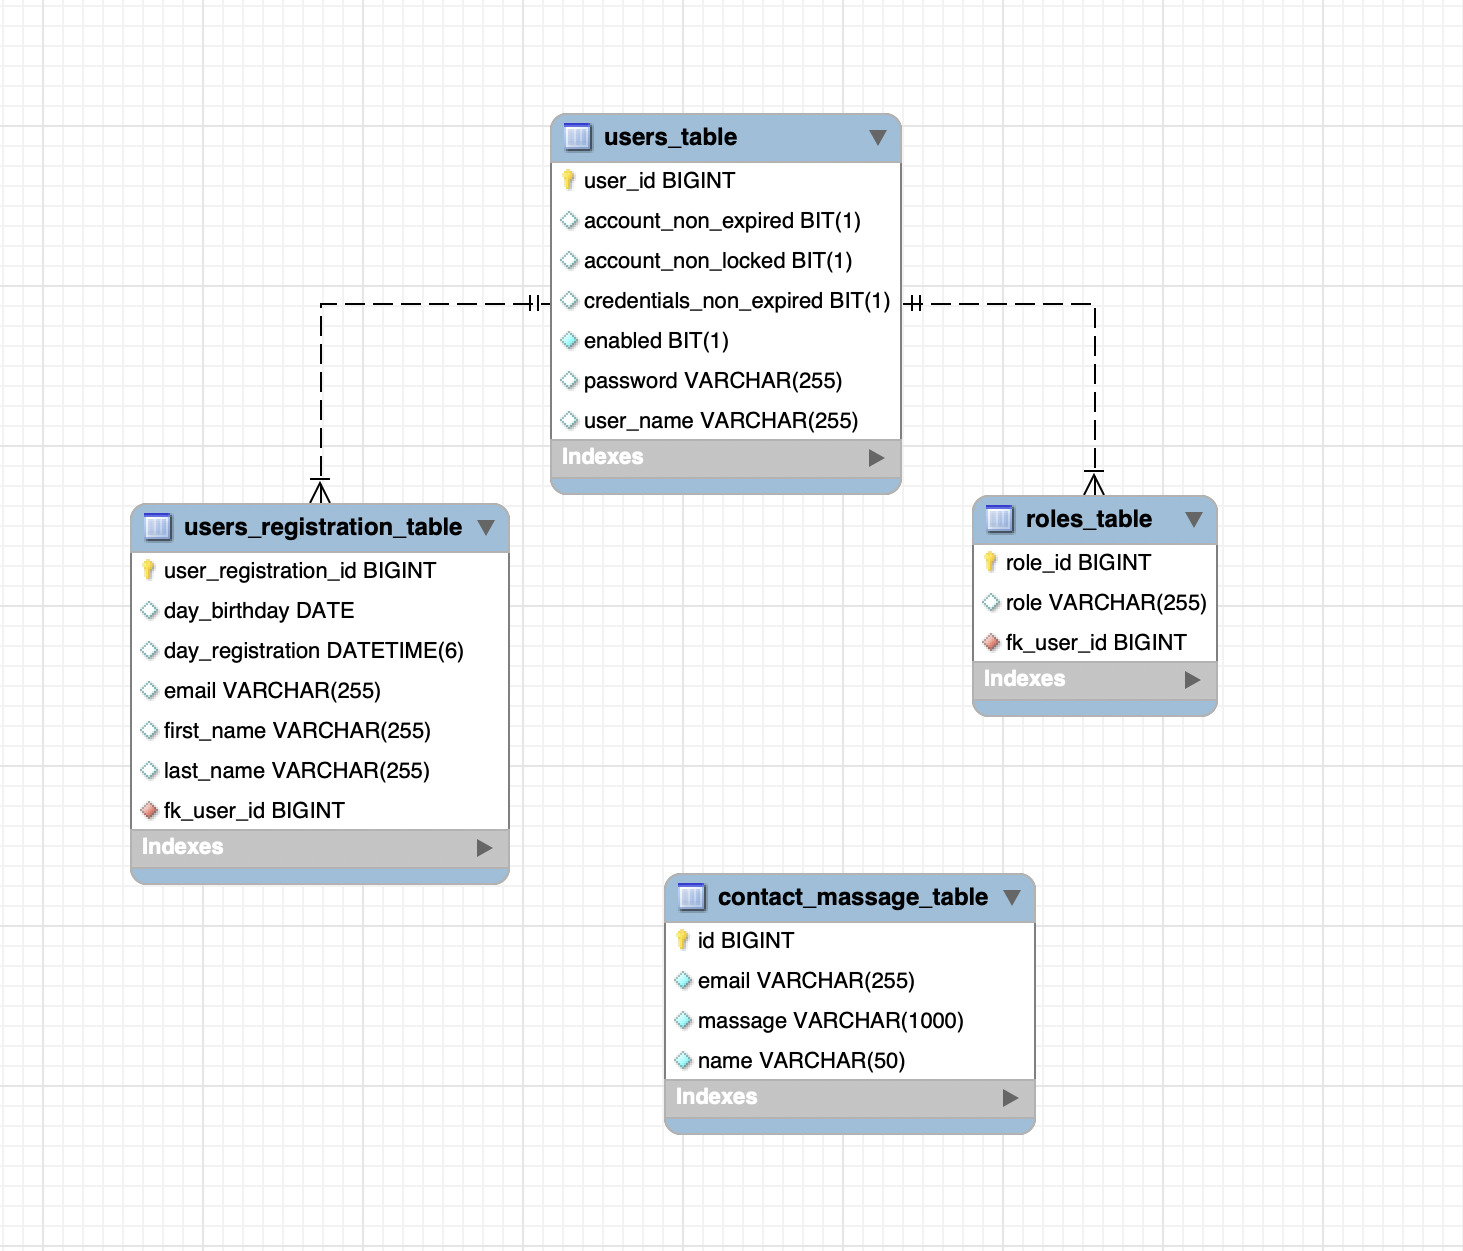 users_table
user_id BIGINT
account_non_expired BIT(1)
account_non_locked BIT(1)
credentials_non_expired BIT(1)
enabled BIT(1)
password VARCHAR(255)
user_name VARCHAR(255)
Indexes
users_registration_table
user_registration_id BIGINT
day_birthday DATE
day_registration DATETIME(6)
email VARCHAR(255)
first_name VARCHAR(255)
last_name VARCHAR(255)
fk_user_id BIGINT
Indexes
roles_table
role_id BIGINT
role VARCHAR(255)
fk_user_id BIGINT
Indexes
contact_massage_table
id BIGINT
email VARCHAR(255)
massage VARCHAR(1000)
name VARCHAR(50)
Indexes